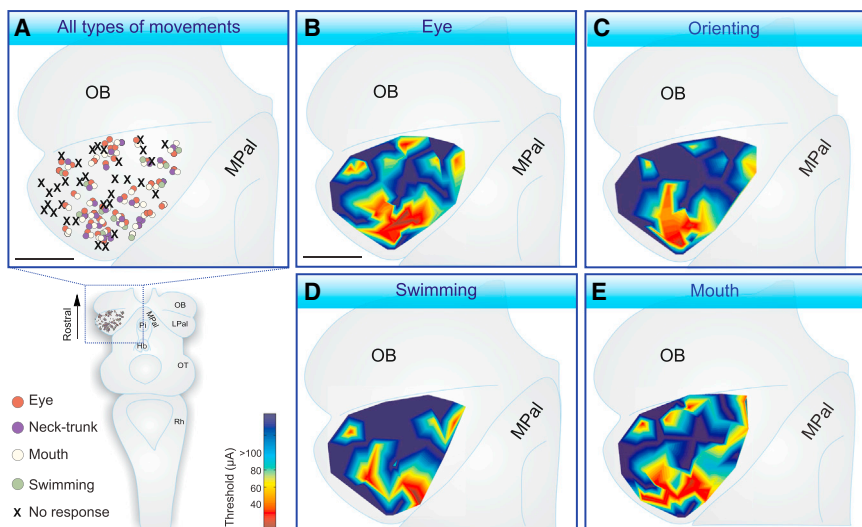 A All types of movements
OB
MPal
X X X X X X X X X X X X X X X X X X X X X X X X X X X X X X
B Eye
OB
MPal
C Orienting
OB
MPal
Rostral
OB
MPal
LPal
Pi
Hb
OT
Rh
Eye
Neck-trunk
Mouth
Swimming
X No response
Threshold (µA)
>100
80
60
40
D Swimming
OB
MPal
E Mouth
OB
MPal